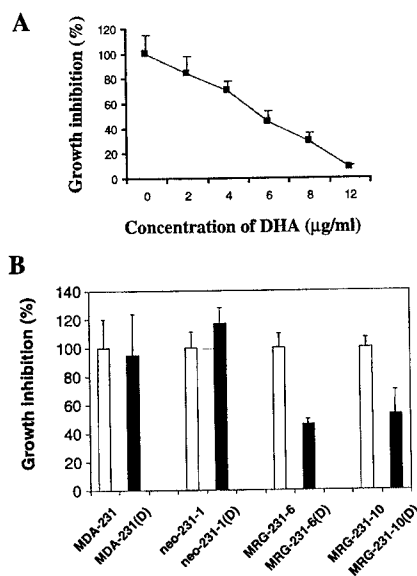 A
Growth inhibition (%)
120
100
80
60
40
20
0
0 2 4 6 8 12
Concentration of DHA (µg/ml)
B
Growth inhibition (%)
140
120
100
80
60
40
20
0
MDA-231
MDA-231(D)
neo-231-1
neo-231-1(D)
MRG-231-6
MRG-231-6(D)
MRG-231-10
MRG-231-10(D)